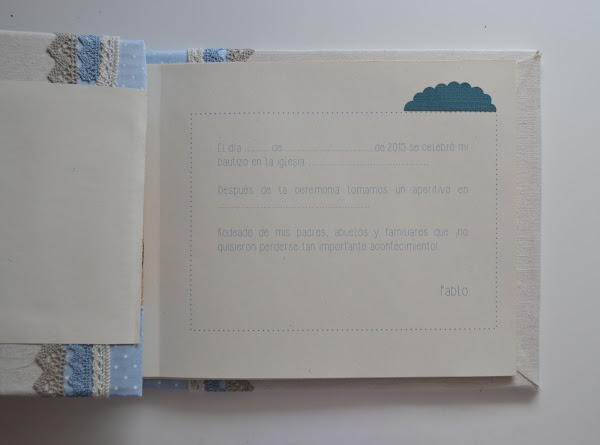 El día ........ de ............................ de 2015 se celebró mi
bautizo en la iglesia ......................................
Después de la ceremonia tomamos un aperitivo en
................................................
Rodeado de mis padres, abuelos y familiares que ¡no
quisieron perderse tan importante acontecimiento!
Pablo